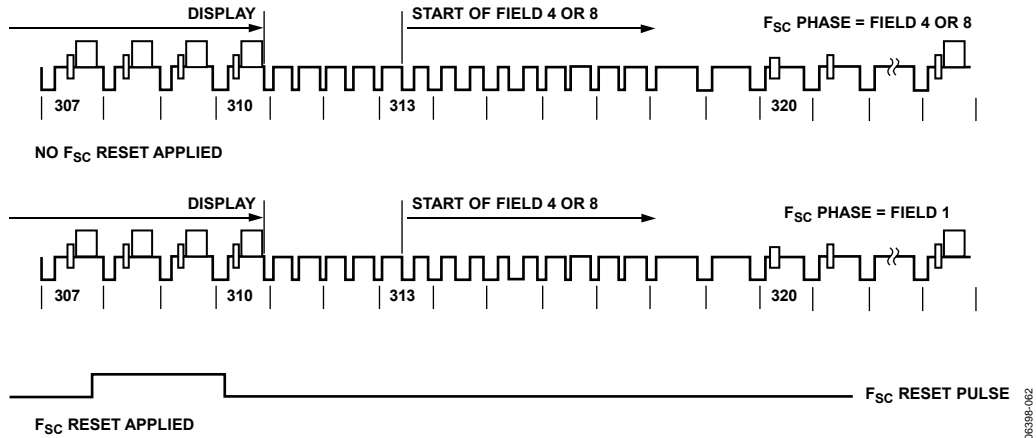 DISPLAY
START OF FIELD 4 OR 8
FSC PHASE = FIELD 4 OR 8
307
310
313
320
NO FSC RESET APPLIED
DISPLAY
START OF FIELD 4 OR 8
FSC PHASE = FIELD 1
307
310
313
320
FSC RESET PULSE
FSC RESET APPLIED
06398-062